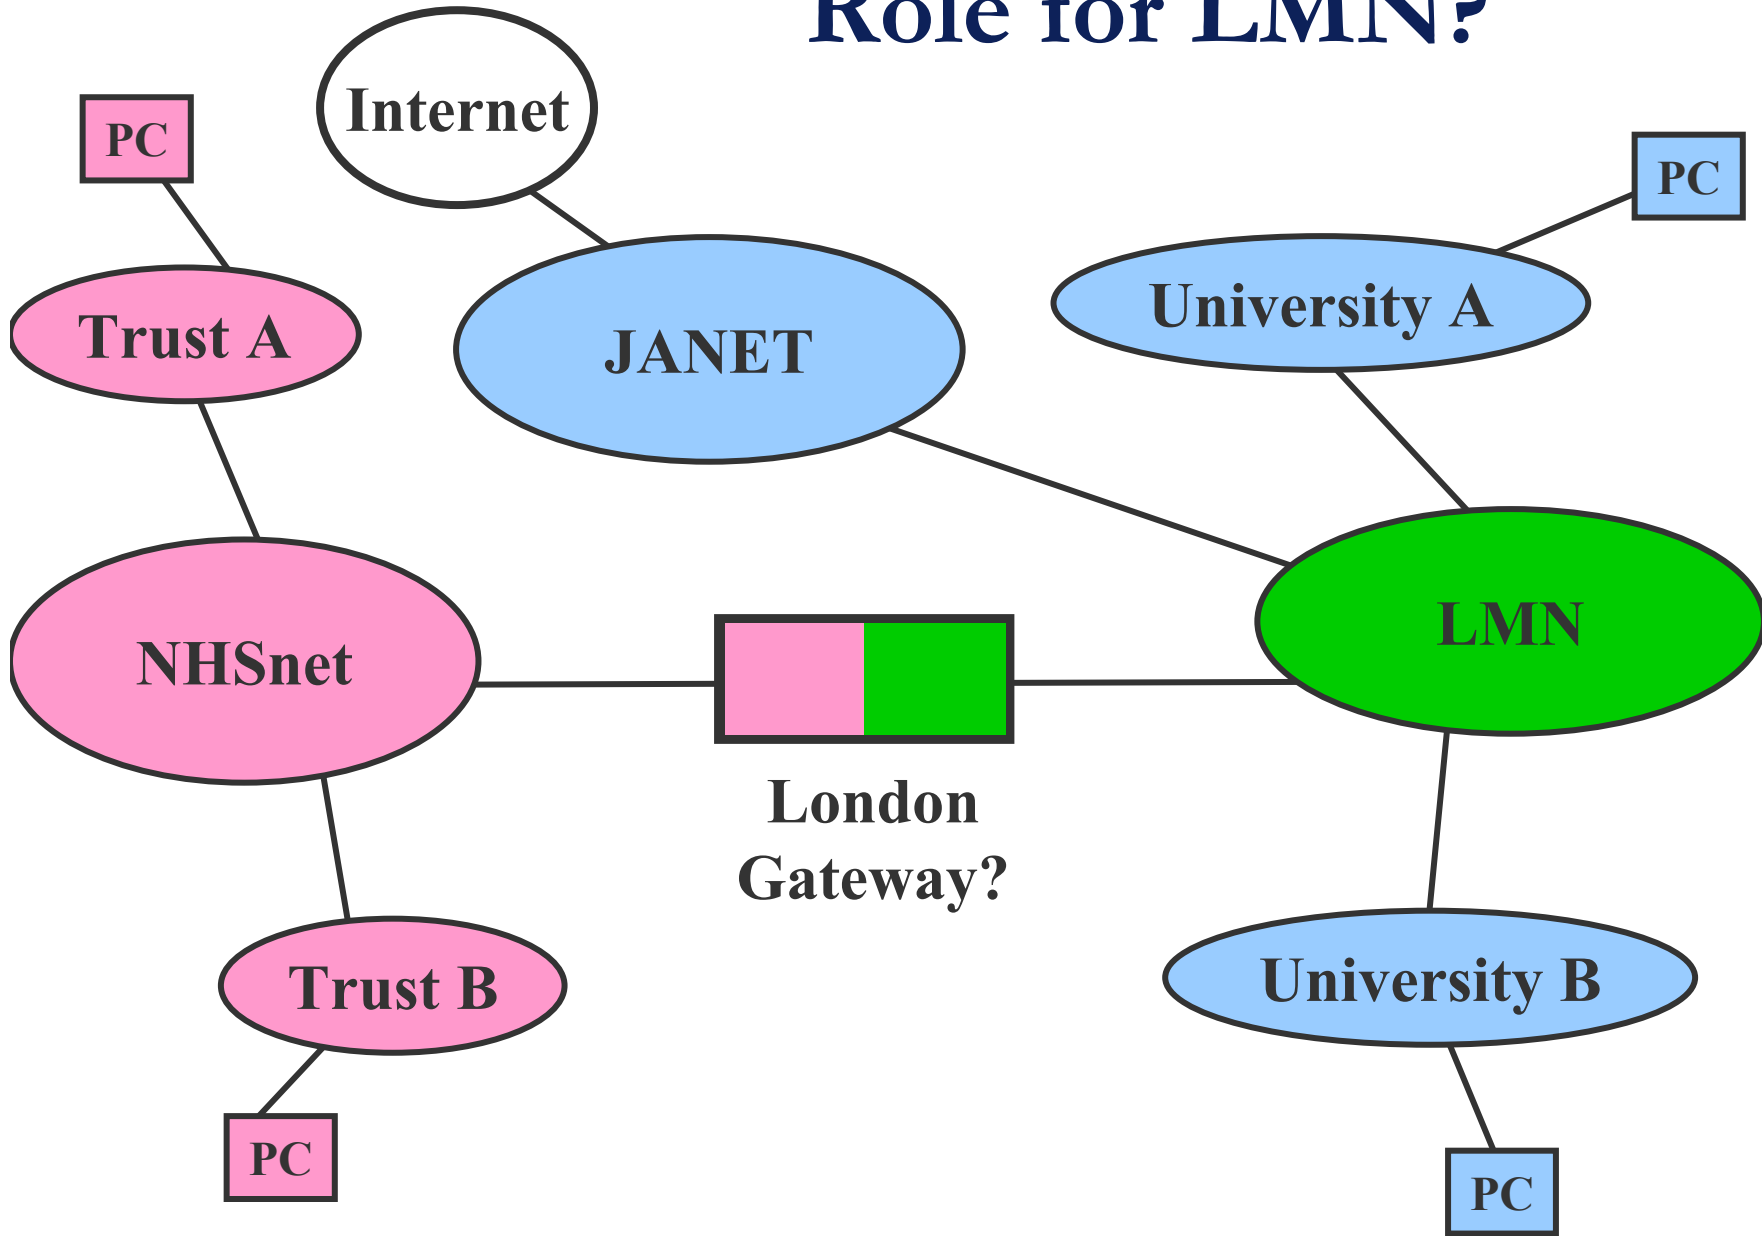 Role for LMN?
Internet
PC
PC
Trust A
JANET
University A
NHSnet
LMN
London
Gateway?
Trust B
University B
PC
PC